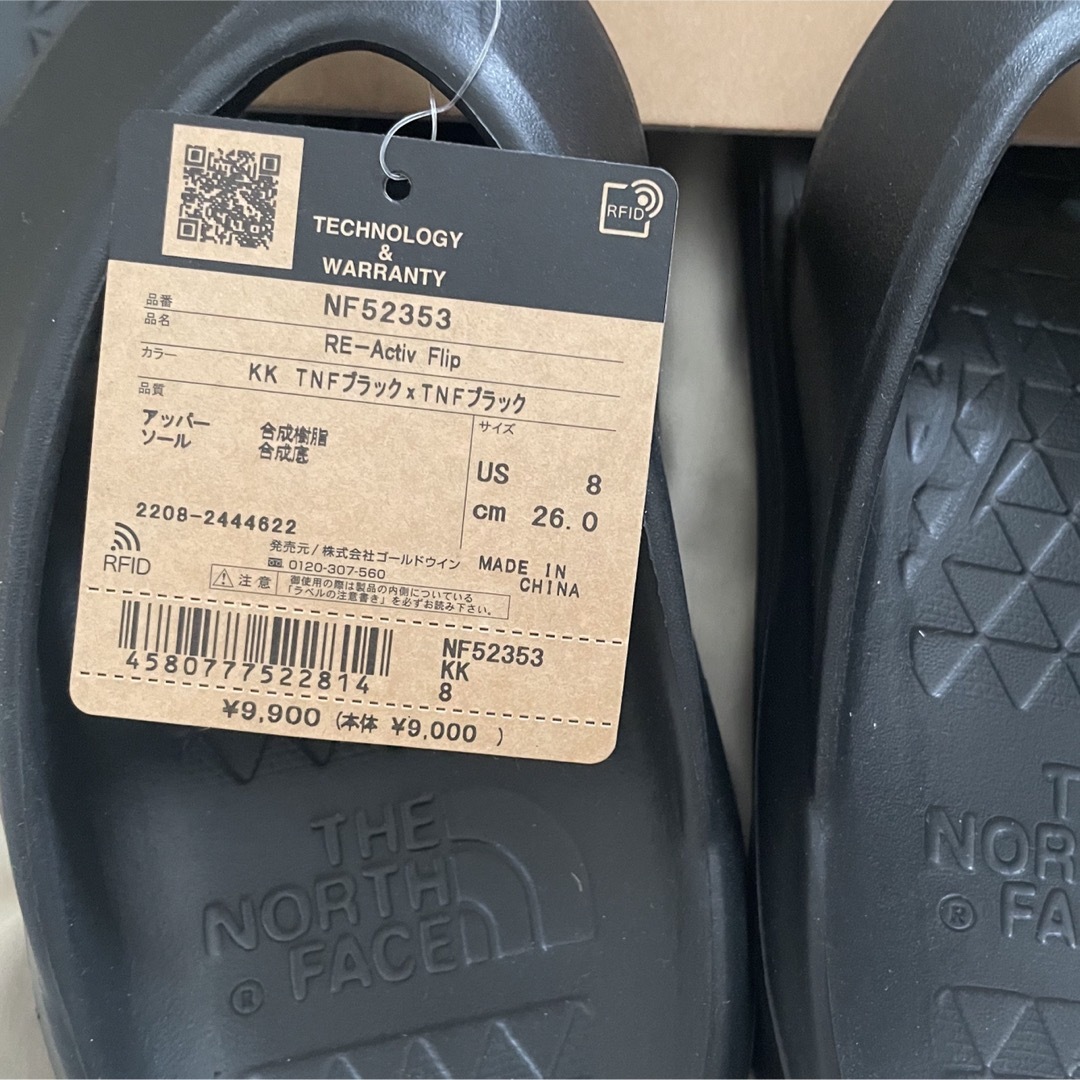 TECHNOLOGY
&
WARRANTY
RFID
品番 NF52353
品名 RE-Activ Flip
カラー KK TNFブラックxTNFブラック
品質
アッパー 合成樹脂
ソール 合成底
サイズ
US 8
cm 26.0
2208-2444622
RFID
発売元/株式会社ゴールドウイン
0120-307-560
MADE IN
CHINA
注意
御使用の際は製品の内側についている
「ラベルの注意書き」を必ずお読み下さい。
4580777522814
NF52353
KK
8
¥9,900 (本体 ¥9,000 )
THE
NORTH
® FACE
T
NOR
® FA